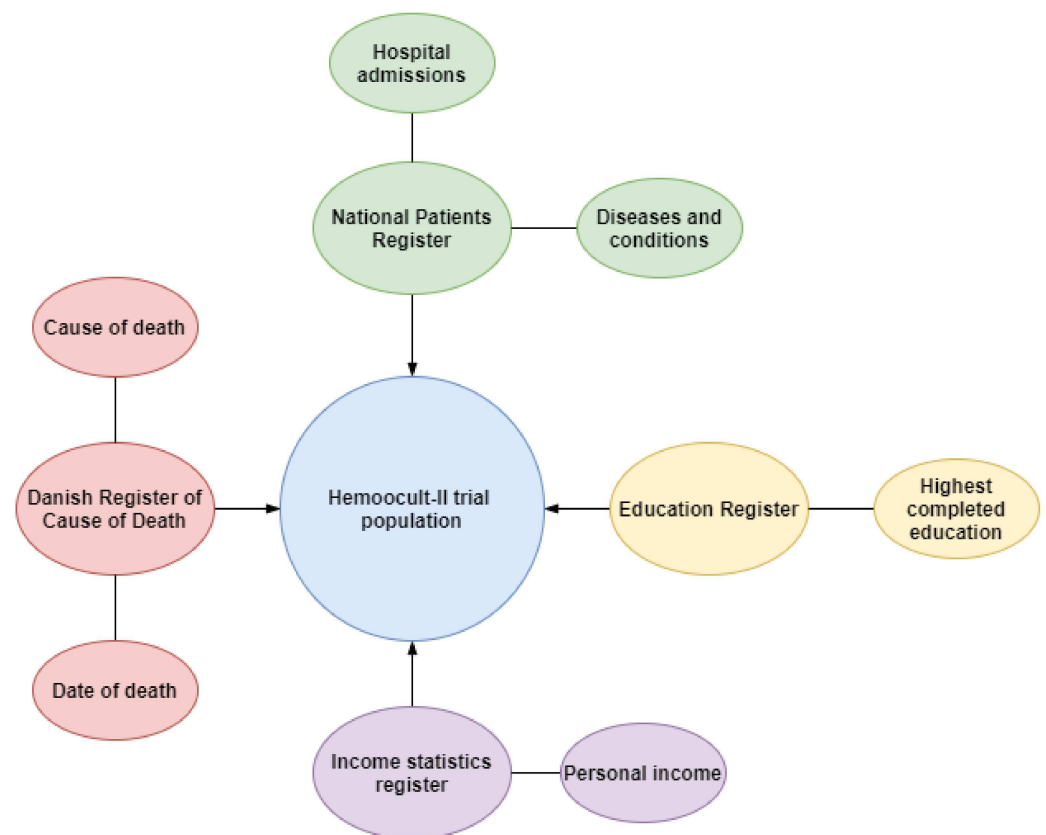 Hospital
admissions
National Patients
Register
Diseases and
conditions
Cause of death
Danish Register of
Cause of Death
Date of death
Hemoocult-II trial
population
Education Register
Highest
completed
education
Income statistics
register
Personal income